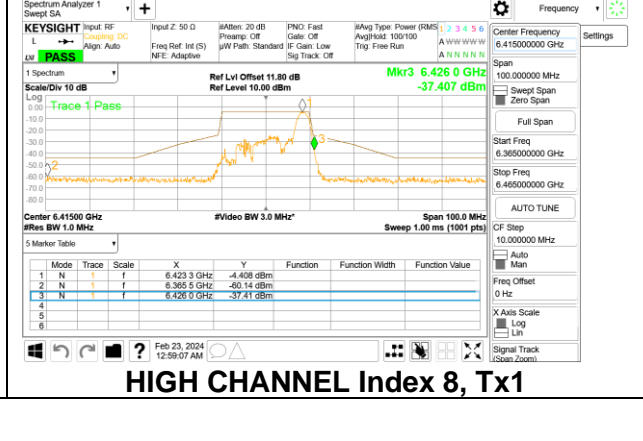 Spectrum Analyzer 1
Swept SA
+
Frequency
KEYSIGHT
Input: RF
Coupling: DC
Align: Auto
Input Z: 50 Ω
Freq Ref: Int (S)
NFE: Adaptive
#Atten: 20 dB
Preamp: Off
µW Path: Standard
PNO: Fast
Gate: Off
IF Gain: Low
Sig Track: Off
#Avg Type: Power (RMS
Avg|Hold: 100/100
Trig: Free Run
1 2 3 4 5 6
A W W W W W
A N N N N N
L
LXI PASS
Center Frequency
6.415000000 GHz
Settings
Span
100.000000 MHz
Swept Span
Zero Span
Full Span
Start Freq
6.365000000 GHz
Stop Freq
6.465000000 GHz
AUTO TUNE
CF Step
10.000000 MHz
Auto
Man
Freq Offset
0 Hz
X Axis Scale
Log
Lin
Signal Track
(Span Zoom)
1 Spectrum
Scale/Div 10 dB
Ref Lvl Offset 11.80 dB
Ref Level 10.00 dBm
Mkr3 6.426 0 GHz
-37.407 dBm
Log
Trace 1 Pass
0.00
-10.0
-20.0
-30.0
-40.0
-50.0
-60.0
-70.0
-80.0
1
2
3
Center 6.41500 GHz
#Res BW 1.0 MHz
#Video BW 3.0 MHz*
Span 100.0 MHz
Sweep 1.00 ms (1001 pts)
5 Marker Table
Mode Trace Scale X Y Function Function Width Function Value
1 N 1 f 6.423 3 GHz -4.408 dBm
2 N 1 f 6.365 5 GHz -60.14 dBm
3 N 1 f 6.426 0 GHz -37.41 dBm
4
5
6
?
Feb 23, 2024
12:59:07 AM
HIGH CHANNEL Index 8, Tx1